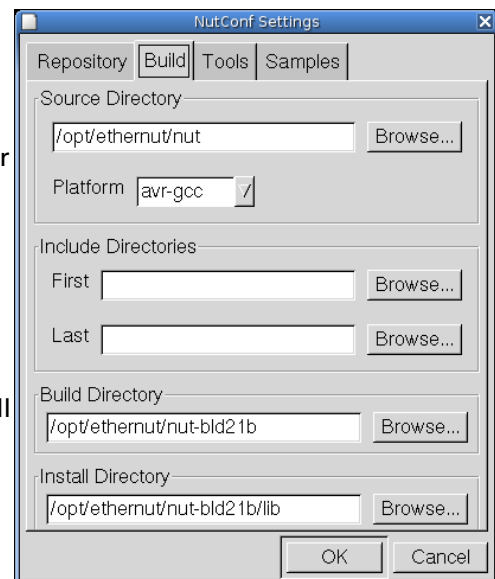 NutConf Settings
Repository Build Tools Samples
Source Directory
/opt/ethernut/nut Browse...
r
Platform avr-gcc
Include Directories
First Browse...
Last Browse...
Build Directory
ll
/opt/ethernut/nut-bld21b Browse...
Install Directory
/opt/ethernut/nut-bld21b/lib Browse...
OK Cancel